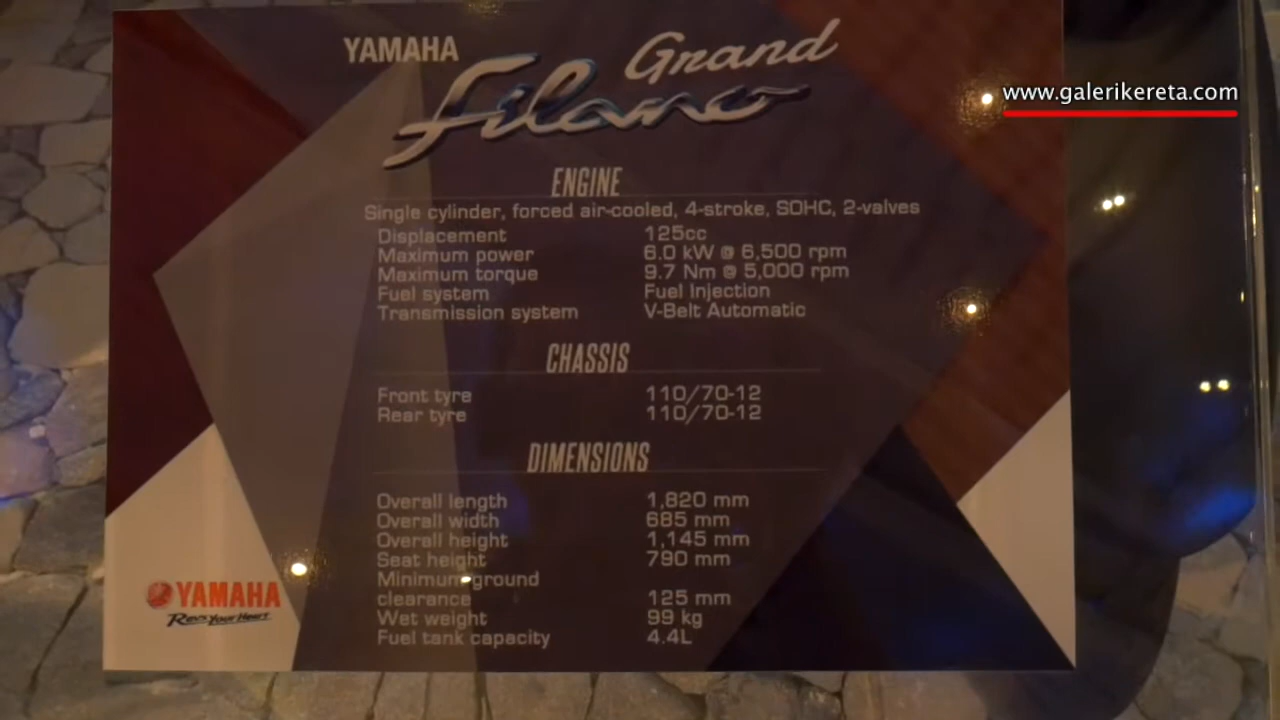 YAMAHA
Grand
Filano
www.galerikereta.com
ENGINE
Single cylinder, forced air-cooled, 4-stroke, SOHC, 2-valves
Displacement 125cc
Maximum power 6.0 kW @ 6,500 rpm
Maximum torque 9.7 Nm @ 5,000 rpm
Fuel system Fuel Injection
Transmission system V-Belt Automatic
CHASSIS
Front tyre 110/70-12
Rear tyre 110/70-12
DIMENSIONS
Overall length 1,820 mm
Overall width 685 mm
Overall height 1,145 mm
Seat height 790 mm
Minimum ground
clearance 125 mm
Wet weight 99 kg
Fuel tank capacity 4.4L
YAMAHA
Revs Your Heart